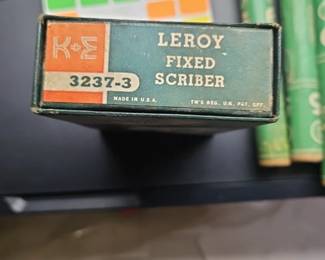 K+E
3237-3
MADE IN U.S.A.
LEROY
FIXED
SCRIBER
TM'S REG. U.S. PAT. OFF.